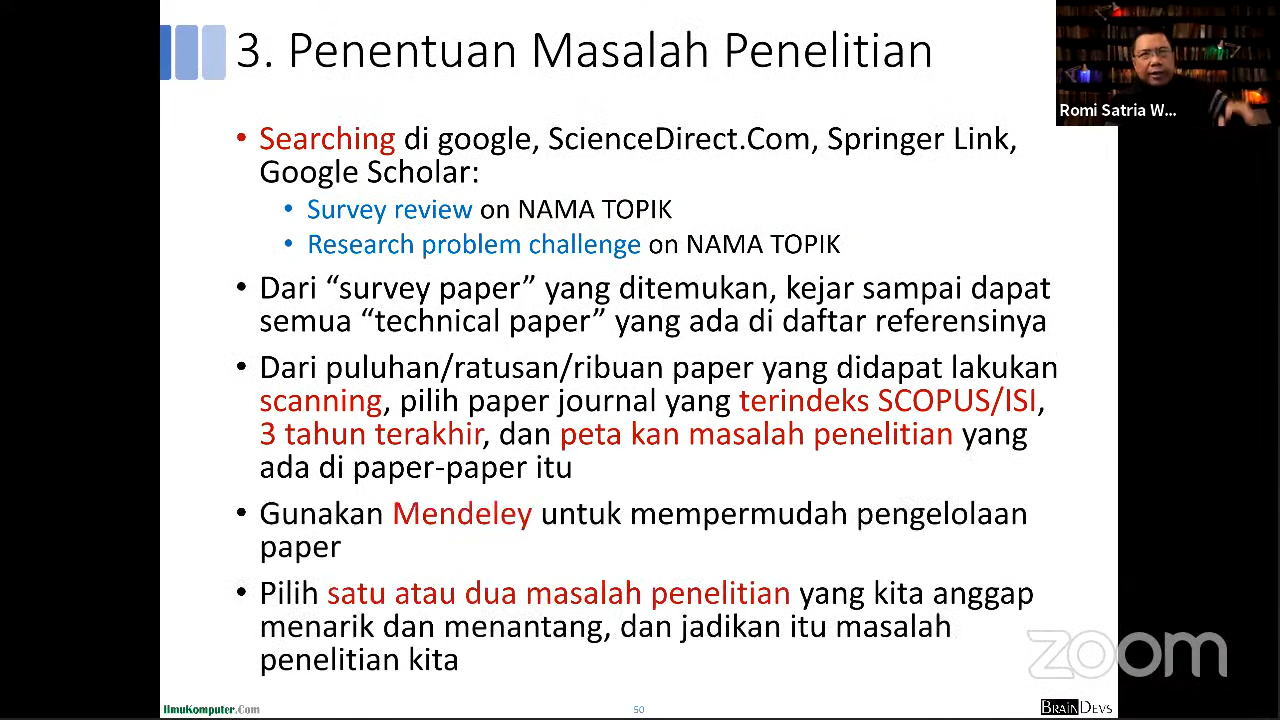 3. Penentuan Masalah Penelitian
Romi Satria W...
• Searching di google, ScienceDirect.Com, Springer Link,
Google Scholar:
• Survey review on NAMA TOPIK
• Research problem challenge on NAMA TOPIK
• Dari “survey paper” yang ditemukan, kejar sampai dapat
semua “technical paper” yang ada di daftar referensinya
• Dari puluhan/ratusan/ribuan paper yang didapat lakukan
scanning, pilih paper journal yang terindeks SCOPUS/ISI,
3 tahun terakhir, dan peta kan masalah penelitian yang
ada di paper-paper itu
• Gunakan Mendeley untuk mempermudah pengelolaan
paper
• Pilih satu atau dua masalah penelitian yang kita anggap
menarik dan menantang, dan jadikan itu masalah
penelitian kita
zoom
IlmuKomputer.Com
50
BRAINDEVS